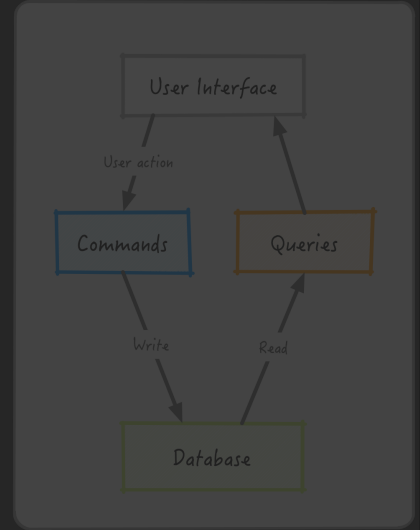 User Interface
User action
Commands
Queries
Write
Read
Database